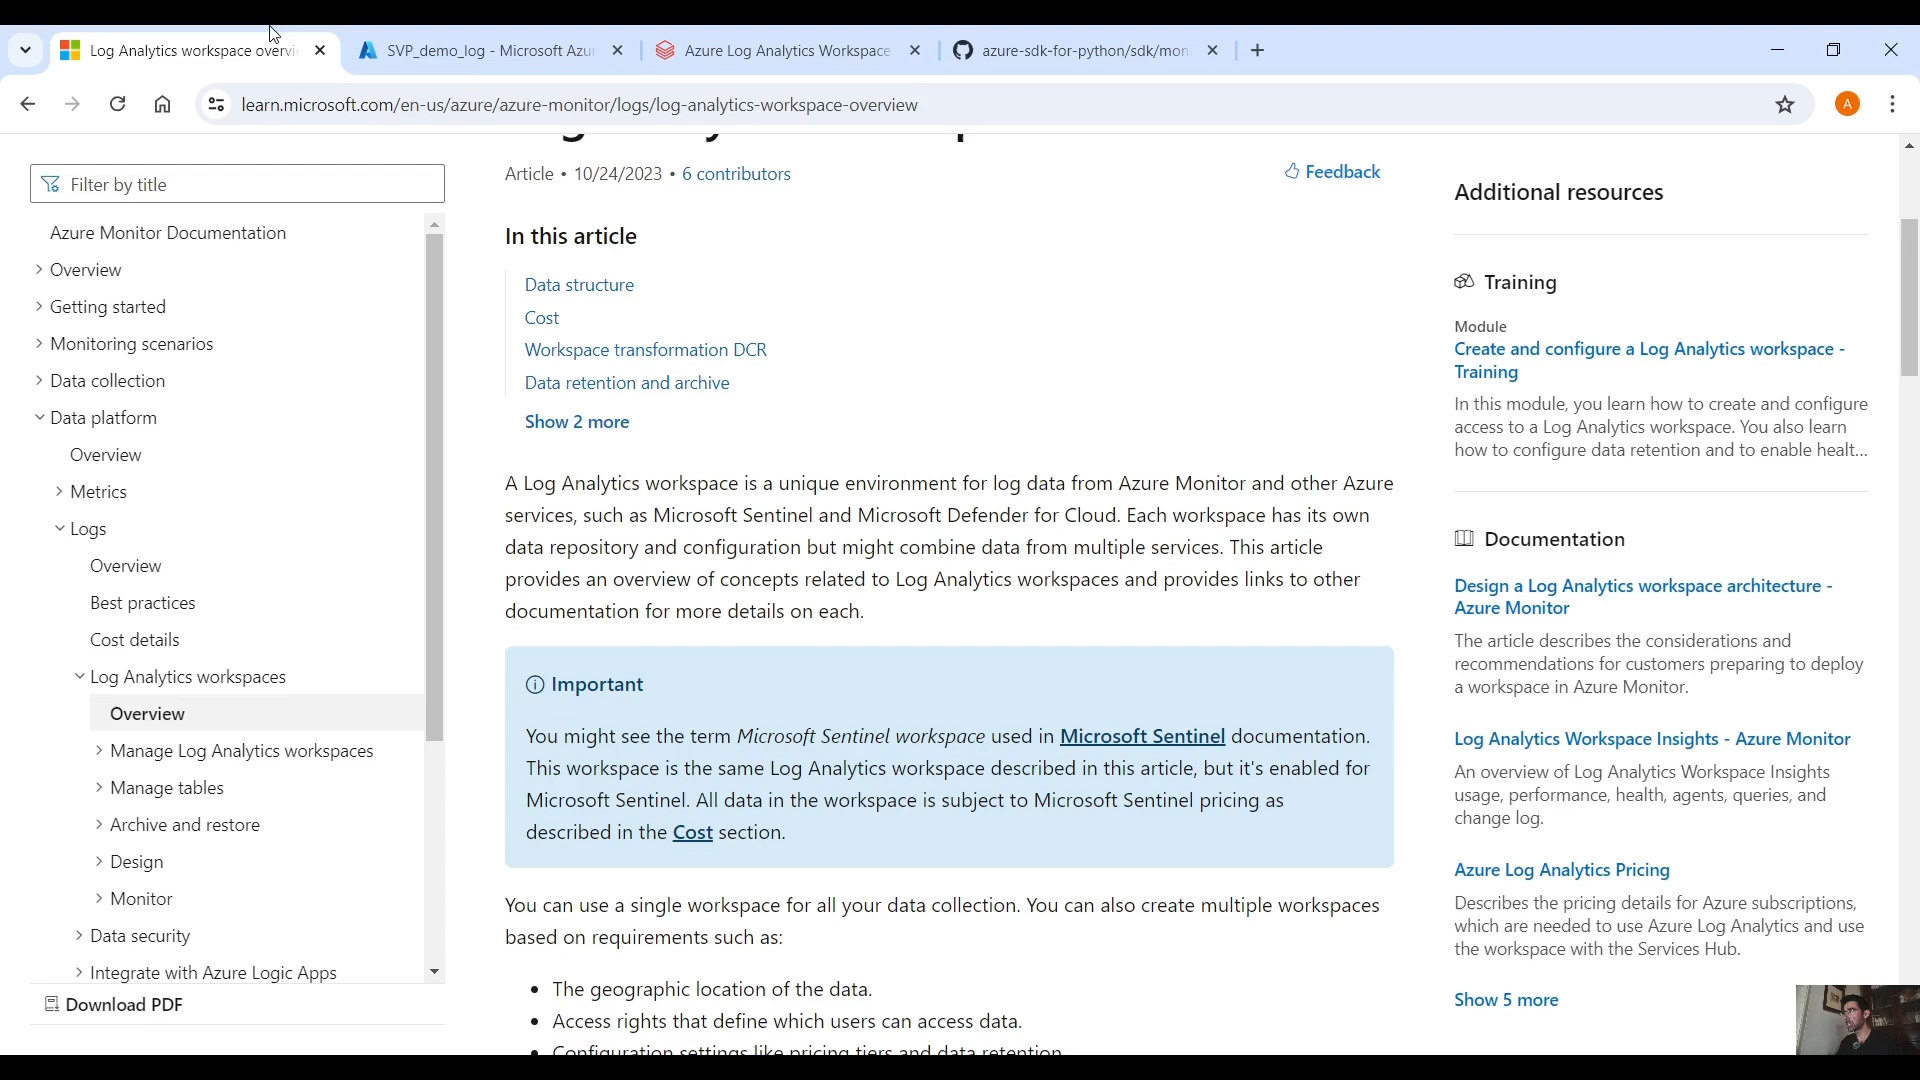 Log Analytics workspace overvi
SVP_demo_log - Microsoft Azur
Azure Log Analytics Workspace
azure-sdk-for-python/sdk/mon
learn.microsoft.com/en-us/azure/azure-monitor/logs/log-analytics-workspace-overview
A
Filter by title
Azure Monitor Documentation
Overview
Getting started
Monitoring scenarios
Data collection
Data platform
Overview
Metrics
Logs
Overview
Best practices
Cost details
Log Analytics workspaces
Overview
Manage Log Analytics workspaces
Manage tables
Archive and restore
Design
Monitor
Data security
Integrate with Azure Logic Apps
Download PDF
Article • 10/24/2023 • 6 contributors
Feedback
In this article
Data structure
Cost
Workspace transformation DCR
Data retention and archive
Show 2 more
A Log Analytics workspace is a unique environment for log data from Azure Monitor and other Azure
services, such as Microsoft Sentinel and Microsoft Defender for Cloud. Each workspace has its own
data repository and configuration but might combine data from multiple services. This article
provides an overview of concepts related to Log Analytics workspaces and provides links to other
documentation for more details on each.
Important
You might see the term Microsoft Sentinel workspace used in Microsoft Sentinel documentation.
This workspace is the same Log Analytics workspace described in this article, but it's enabled for
Microsoft Sentinel. All data in the workspace is subject to Microsoft Sentinel pricing as
described in the Cost section.
You can use a single workspace for all your data collection. You can also create multiple workspaces
based on requirements such as:
• The geographic location of the data.
• Access rights that define which users can access data.
• Configuration settings like pricing tiers and data retention
Additional resources
Training
Module
Create and configure a Log Analytics workspace -
Training
In this module, you learn how to create and configure
access to a Log Analytics workspace. You also learn
how to configure data retention and to enable healt...
Documentation
Design a Log Analytics workspace architecture -
Azure Monitor
The article describes the considerations and
recommendations for customers preparing to deploy
a workspace in Azure Monitor.
Log Analytics Workspace Insights - Azure Monitor
An overview of Log Analytics Workspace Insights
usage, performance, health, agents, queries, and
change log.
Azure Log Analytics Pricing
Describes the pricing details for Azure subscriptions,
which are needed to use Azure Log Analytics and use
the workspace with the Services Hub.
Show 5 more